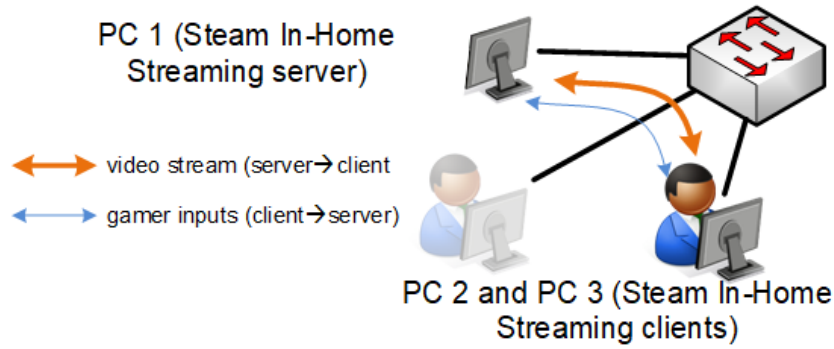 PC 1 (Steam In-Home
Streaming server)
video stream (server→client
gamer inputs (client→server)
PC 2 and PC 3 (Steam In-Home
Streaming clients)